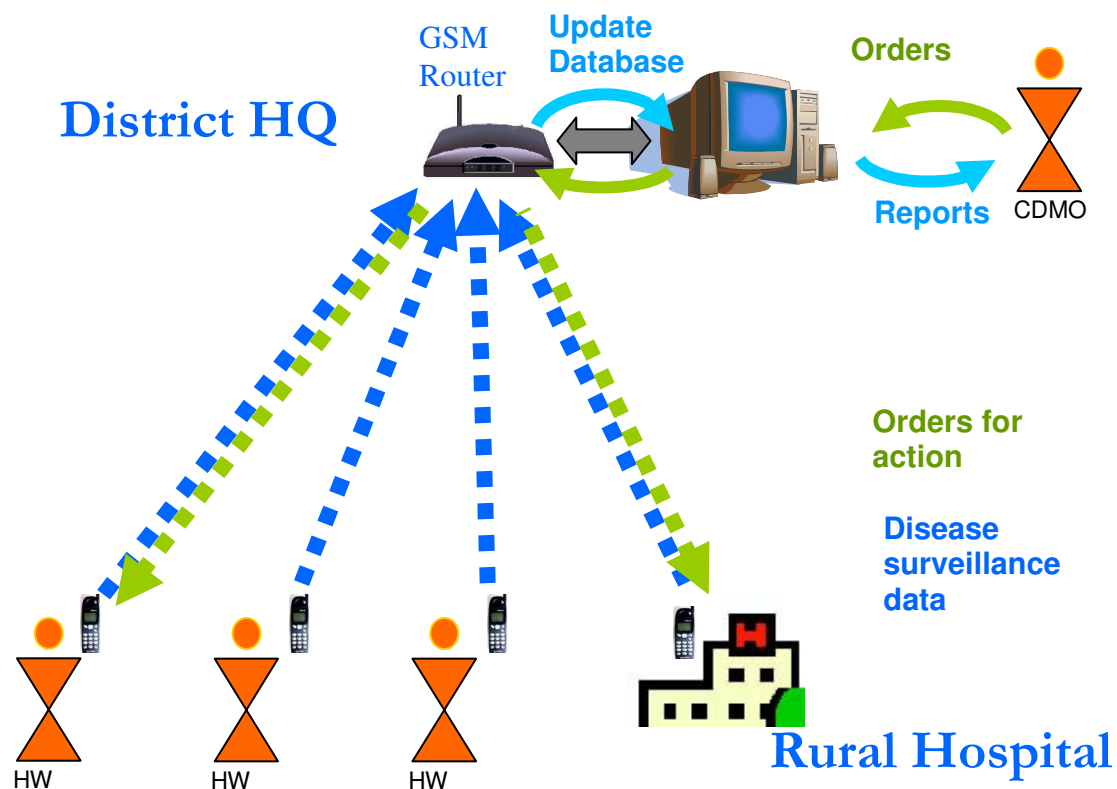 GSM
Router
Update
Database
Orders
District HQ
Reports
CDMO
Orders for
action
Disease
surveillance
data
H
HW
HW
HW
Rural Hospital